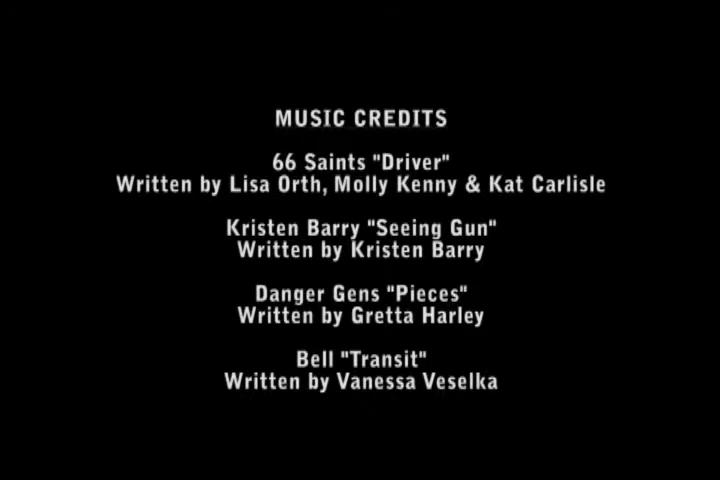 MUSIC CREDITS
66 Saints "Driver"
Written by Lisa Orth, Molly Kenny & Kat Carlisle
Kristen Barry "Seeing Gun"
Written by Kristen Barry
Danger Gens "Pieces"
Written by Gretta Harley
Bell "Transit"
Written by Vanessa Veselka